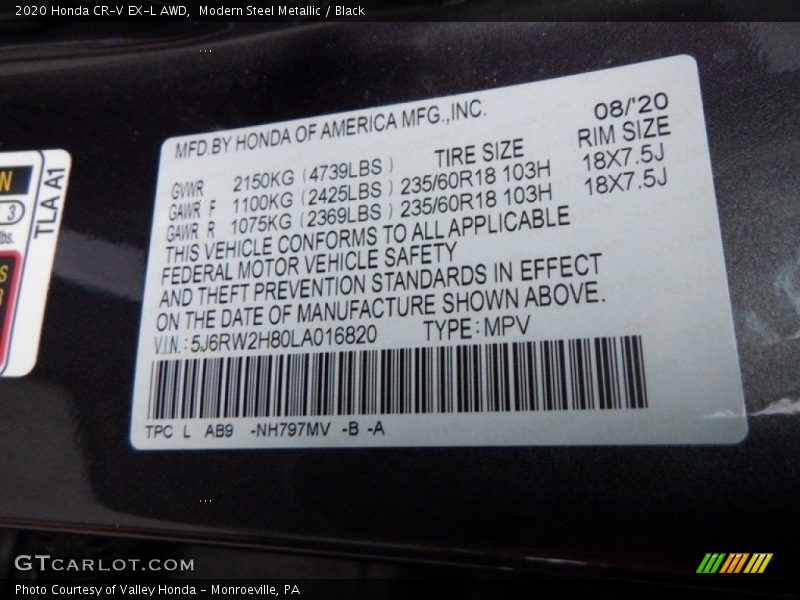 2020 Honda CR-V EX-L AWD,  Modern Steel Metallic / Black
MFD.BY HONDA OF AMERICA MFG.,INC. 08/'20
TIRE SIZE RIM SIZE
GVWR 2150KG (4739LBS)
GAWR F 1100KG (2425LBS) 235/60R18 103H 18X7.5J
GAWR R 1075KG (2369LBS) 235/60R18 103H 18X7.5J
THIS VEHICLE CONFORMS TO ALL APPLICABLE
FEDERAL MOTOR VEHICLE SAFETY
AND THEFT PREVENTION STANDARDS IN EFFECT
ON THE DATE OF MANUFACTURE SHOWN ABOVE.
V.I.N.:5J6RW2H80LA016820 TYPE:MPV
TPC L AB9 -NH797MV -B -A
N
3
lbs.
TLA A1
S
R
GTCARLOT.COM
Photo Courtesy of Valley Honda - Monroeville, PA